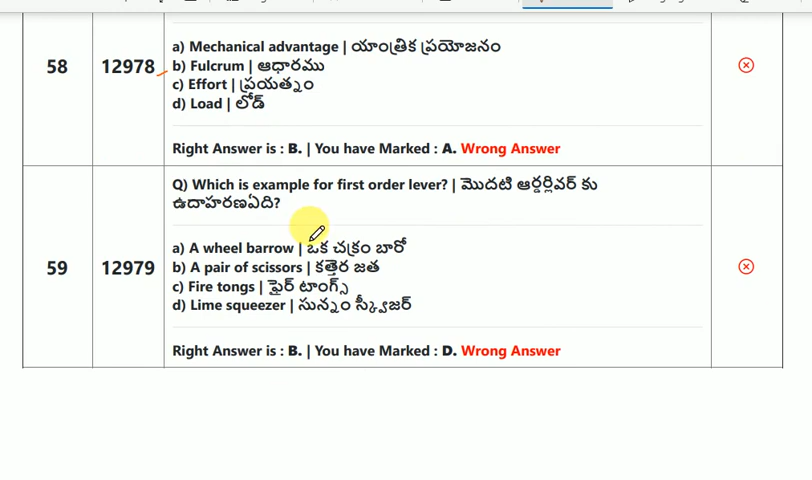 58
12978
a) Mechanical advantage | యాంత్రిక ప్రయోజనం
b) Fulcrum | ఆధారము
c) Effort | ప్రయత్నం
d) Load | లోడ్
Right Answer is : B. | You have Marked : A. Wrong Answer
59
12979
Q) Which is example for first order lever? | మొదటి ఆర్డర్లివర్ కు
ఉదాహరణఏది?
a) A wheel barrow | ఒక చక్రం బారో
b) A pair of scissors | కత్తెర జత
c) Fire tongs | ఫైర్ టాంగ్స్
d) Lime squeezer | సున్నం స్క్వీజర్
Right Answer is : B. | You have Marked : D. Wrong Answer